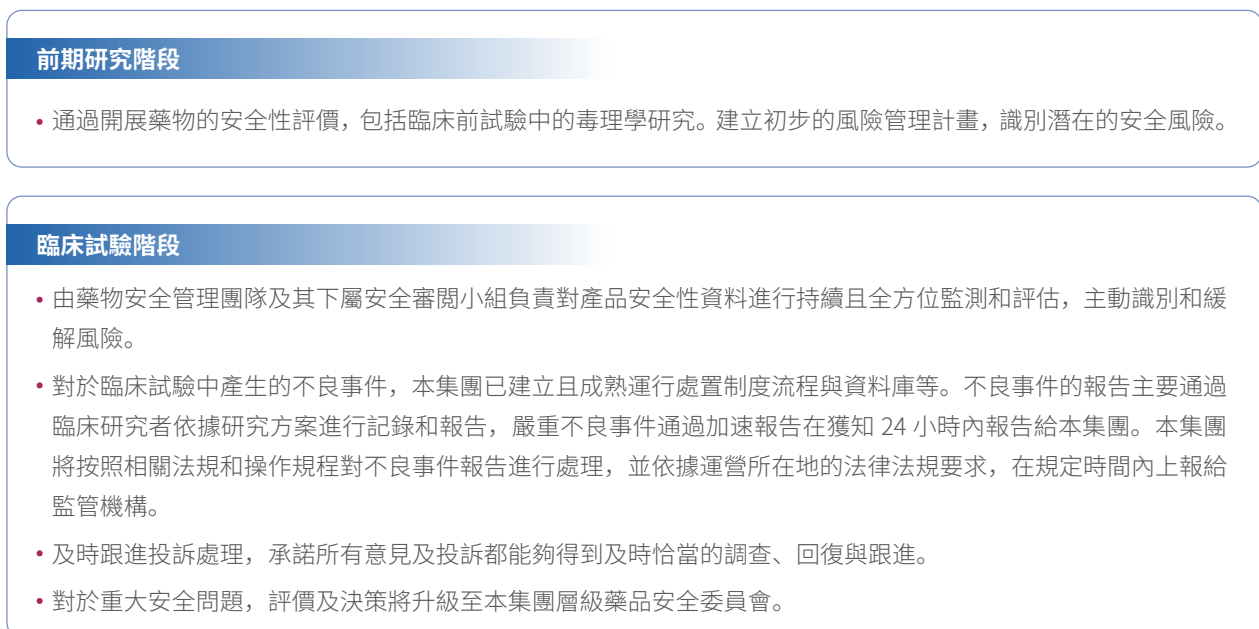 前期研究階段
• 通過開展藥物的安全性評價，包括臨床前試驗中的毒理學研究。建立初步的風險管理計畫，識別潛在的安全風險。
臨床試驗階段
• 由藥物安全管理團隊及其下屬安全審閱小組負責對產品安全性資料進行持續且全方位監測和評估，主動識別和緩
解風險。
• 對於臨床試驗中產生的不良事件，本集團已建立且成熟運行處置制度流程與資料庫等。不良事件的報告主要通過
臨床研究者依據研究方案進行記錄和報告，嚴重不良事件通過加速報告在獲知 24 小時內報告給本集團。本集團
將按照相關法規和操作規程對不良事件報告進行處理，並依據運營所在地的法律法規要求，在規定時間內上報給
監管機構。
• 及時跟進投訴處理，承諾所有意見及投訴都能夠得到及時恰當的調查、回復與跟進。
• 對於重大安全問題，評價及決策將升級至本集團層級藥品安全委員會。